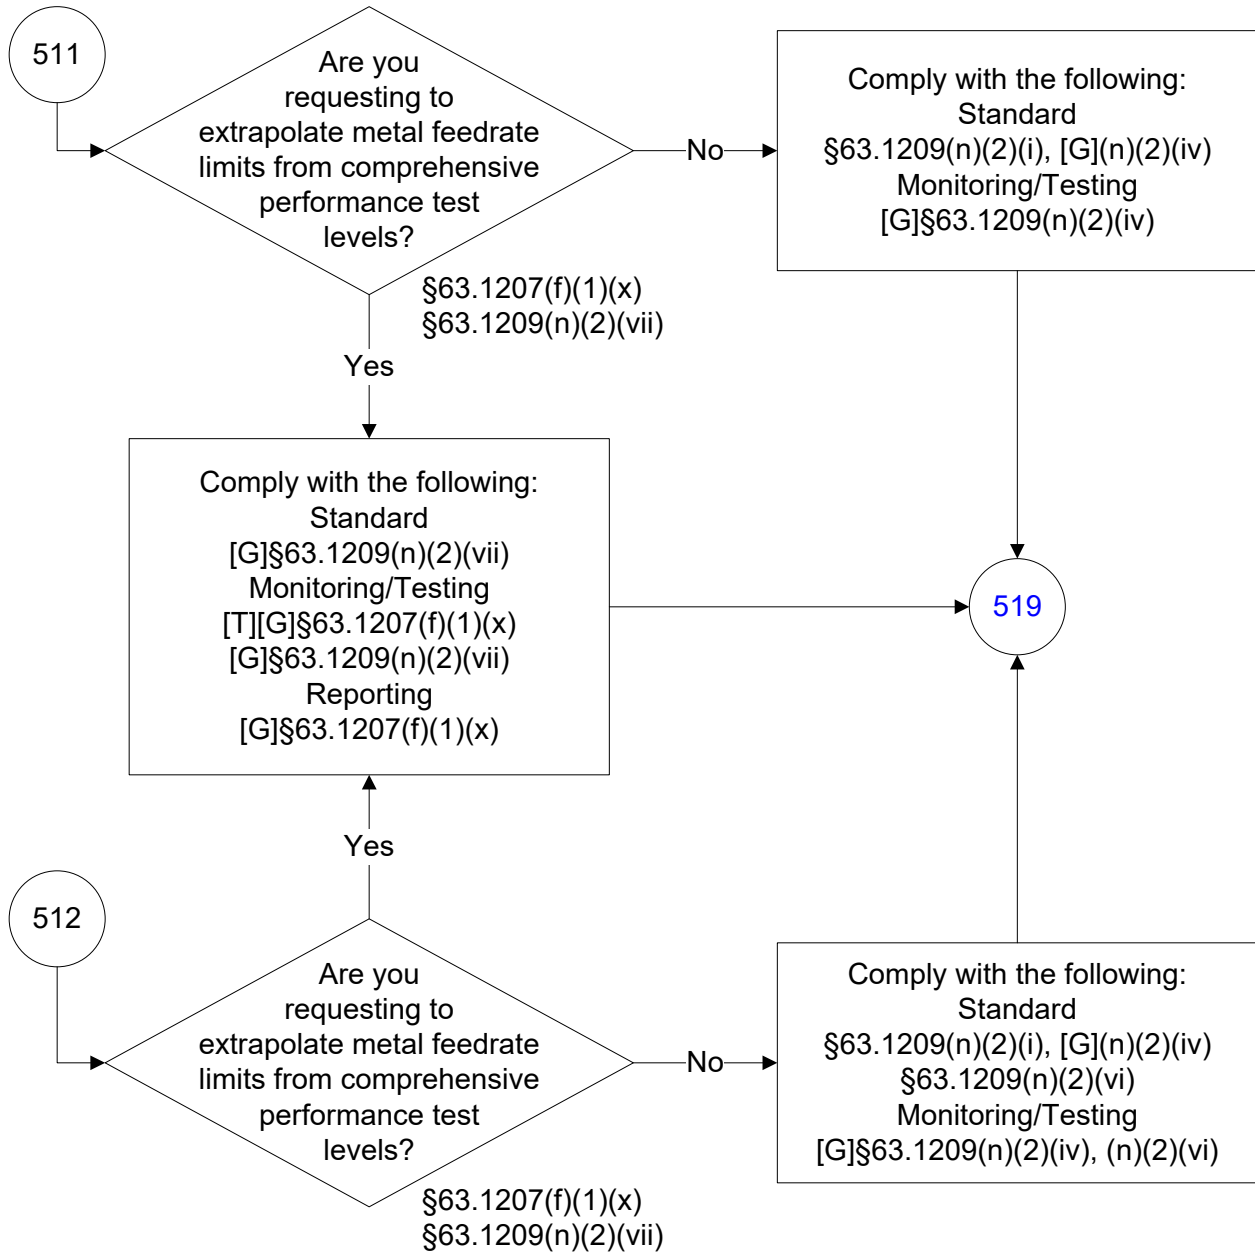 511
Are you
requesting to
extrapolate metal feedrate
limits from comprehensive
performance test
levels?
§63.1207(f)(1)(x)
§63.1209(n)(2)(vii)
No
Comply with the following:
Standard
§63.1209(n)(2)(i), [G](n)(2)(iv)
Monitoring/Testing
[G]§63.1209(n)(2)(iv)
Yes
Comply with the following:
Standard
[G]§63.1209(n)(2)(vii)
Monitoring/Testing
[T][G]§63.1207(f)(1)(x)
[G]§63.1209(n)(2)(vii)
Reporting
[G]§63.1207(f)(1)(x)
519
Yes
512
Are you
requesting to
extrapolate metal feedrate
limits from comprehensive
performance test
levels?
§63.1207(f)(1)(x)
§63.1209(n)(2)(vii)
No
Comply with the following:
Standard
§63.1209(n)(2)(i), [G](n)(2)(iv)
§63.1209(n)(2)(vi)
Monitoring/Testing
[G]§63.1209(n)(2)(iv), (n)(2)(vi)